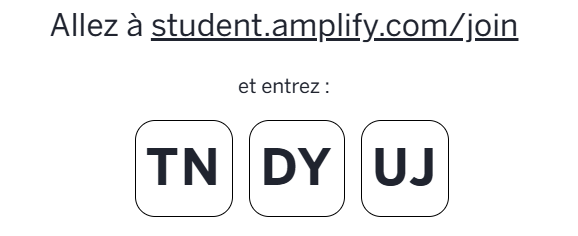 Allez à student.amplify.com/join
et entrez :
TN DY UJ